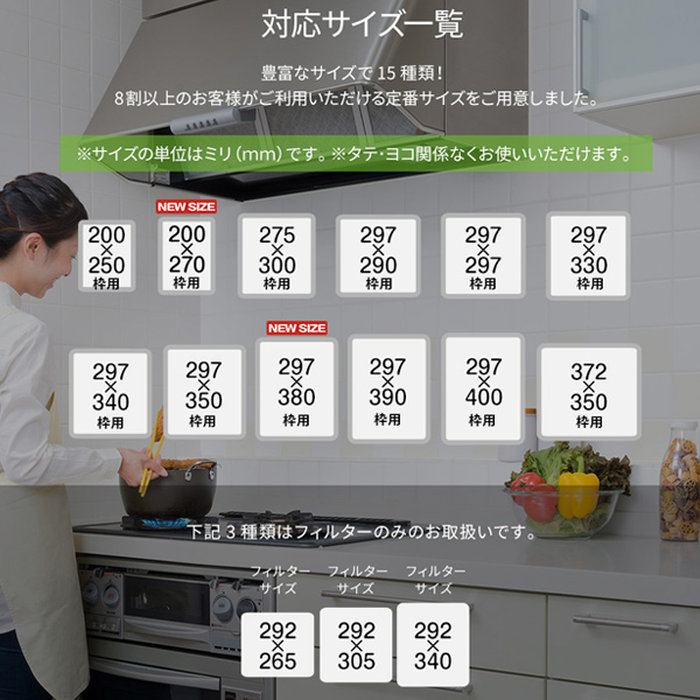 対応サイズ一覧
豊富なサイズで15種類！
8割以上のお客様がご利用いただける定番サイズをご用意しました。
※サイズの単位はミリ（mm）です。※タテ・ヨコ関係なくお使いいただけます。
200
×
250
枠用
NEW SIZE
200
×
270
枠用
275
×
300
枠用
297
×
290
枠用
297
×
297
枠用
297
×
330
枠用
297
×
340
枠用
297
×
350
枠用
NEW SIZE
297
×
380
枠用
297
×
390
枠用
297
×
400
枠用
372
×
350
枠用
下記3種類はフィルターのみのお取扱いです。
フィルター
サイズ
292
×
265
フィルター
サイズ
292
×
305
フィルター
サイズ
292
×
340